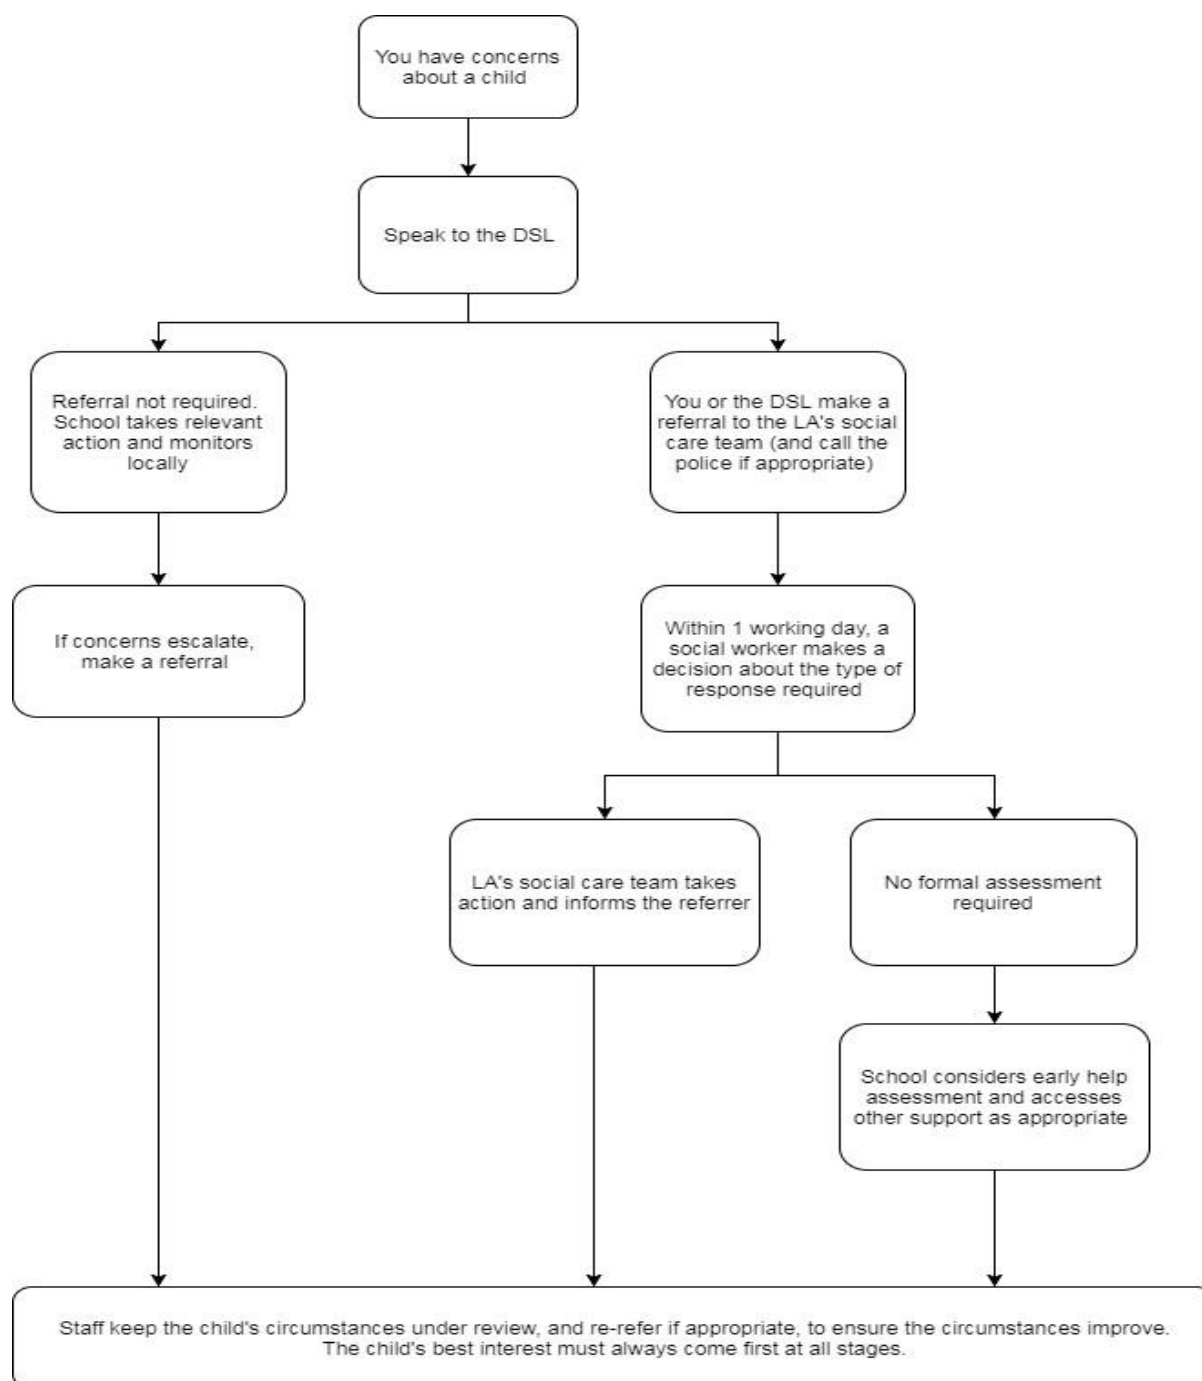 You have concerns
about a child
Speak to the DSL
Referral not required.
School takes relevant
action and monitors
locally
You or the DSL make a
referral to the LA's social
care team (and call the
police if appropriate)
If concerns escalate,
make a referral
Within 1 working day, a
social worker makes a
decision about the type of
response required
LA's social care team takes
action and informs the referrer
No formal assessment
required
School considers early help
assessment and accesses
other support as appropriate
Staff keep the child's circumstances under review, and re-refer if appropriate, to ensure the circumstances improve.
The child's best interest must always come first at all stages.